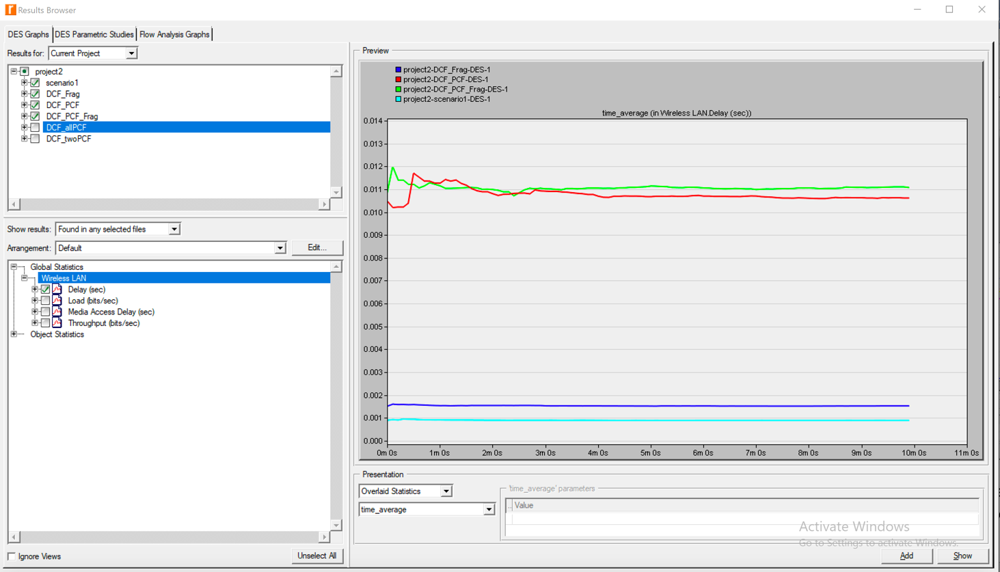 Results Browser
DES Graphs DES Parametric Studies Flow Analysis Graphs
Results for: Current Project
project2
scenario1
DCF_Frag
DCF_PCF
DCF_PCF_Frag
DCF_allPCF
DCF_twoPCF
Show results: Found in any selected files
Arrangement: Default Edit...
Global Statistics
Wireless LAN
Delay (sec)
Load (bits/sec)
Media Access Delay (sec)
Throughput (bits/sec)
Object Statistics
Ignore Views Unselect All
Preview
project2-DCF_Frag-DES-1
project2-DCF_PCF-DES-1
project2-DCF_PCF_Frag-DES-1
project2-scenario1-DES-1
time_average (in Wireless LAN.Delay (sec))
0.014
0.013
0.012
0.011
0.010
0.009
0.008
0.007
0.006
0.005
0.004
0.003
0.002
0.001
0.000
0m 0s 1m 0s 2m 0s 3m 0s 4m 0s 5m 0s 6m 0s 7m 0s 8m 0s 9m 0s 10m 0s 11m 0s
Presentation
Overlaid Statistics
time_average
'time_average' parameters
.. Value
Activate Windows
Go to Settings to activate Windows.
Add Show